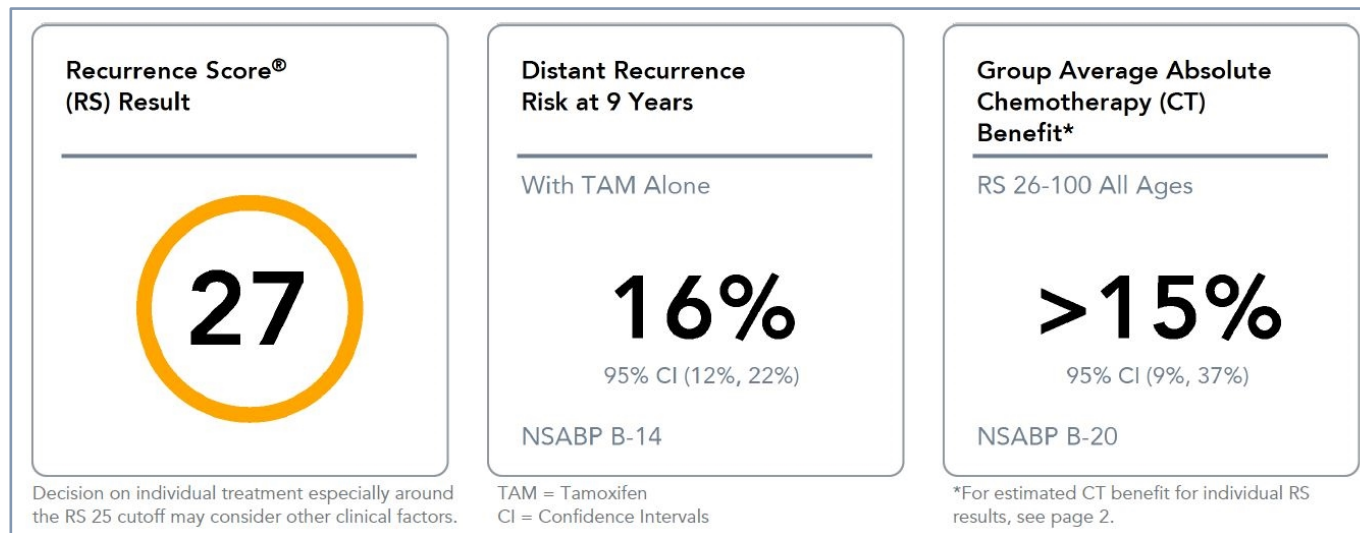 Recurrence Score®
(RS) Result
27
Decision on individual treatment especially around
the RS 25 cutoff may consider other clinical factors.
Distant Recurrence
Risk at 9 Years
With TAM Alone
16%
95% CI (12%, 22%)
NSABP B-14
TAM = Tamoxifen
CI = Confidence Intervals
Group Average Absolute
Chemotherapy (CT)
Benefit*
RS 26-100 All Ages
>15%
95% CI (9%, 37%)
NSABP B-20
*For estimated CT benefit for individual RS
results, see page 2.